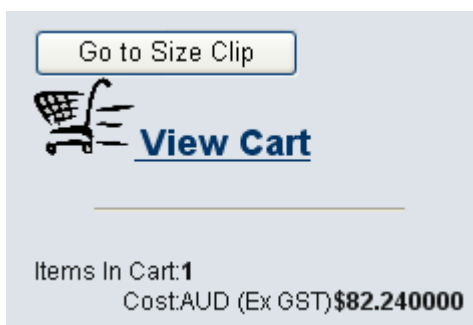 Go to Size Clip
View Cart
Items In Cart:1
Cost:AUD (Ex GST)$82.240000